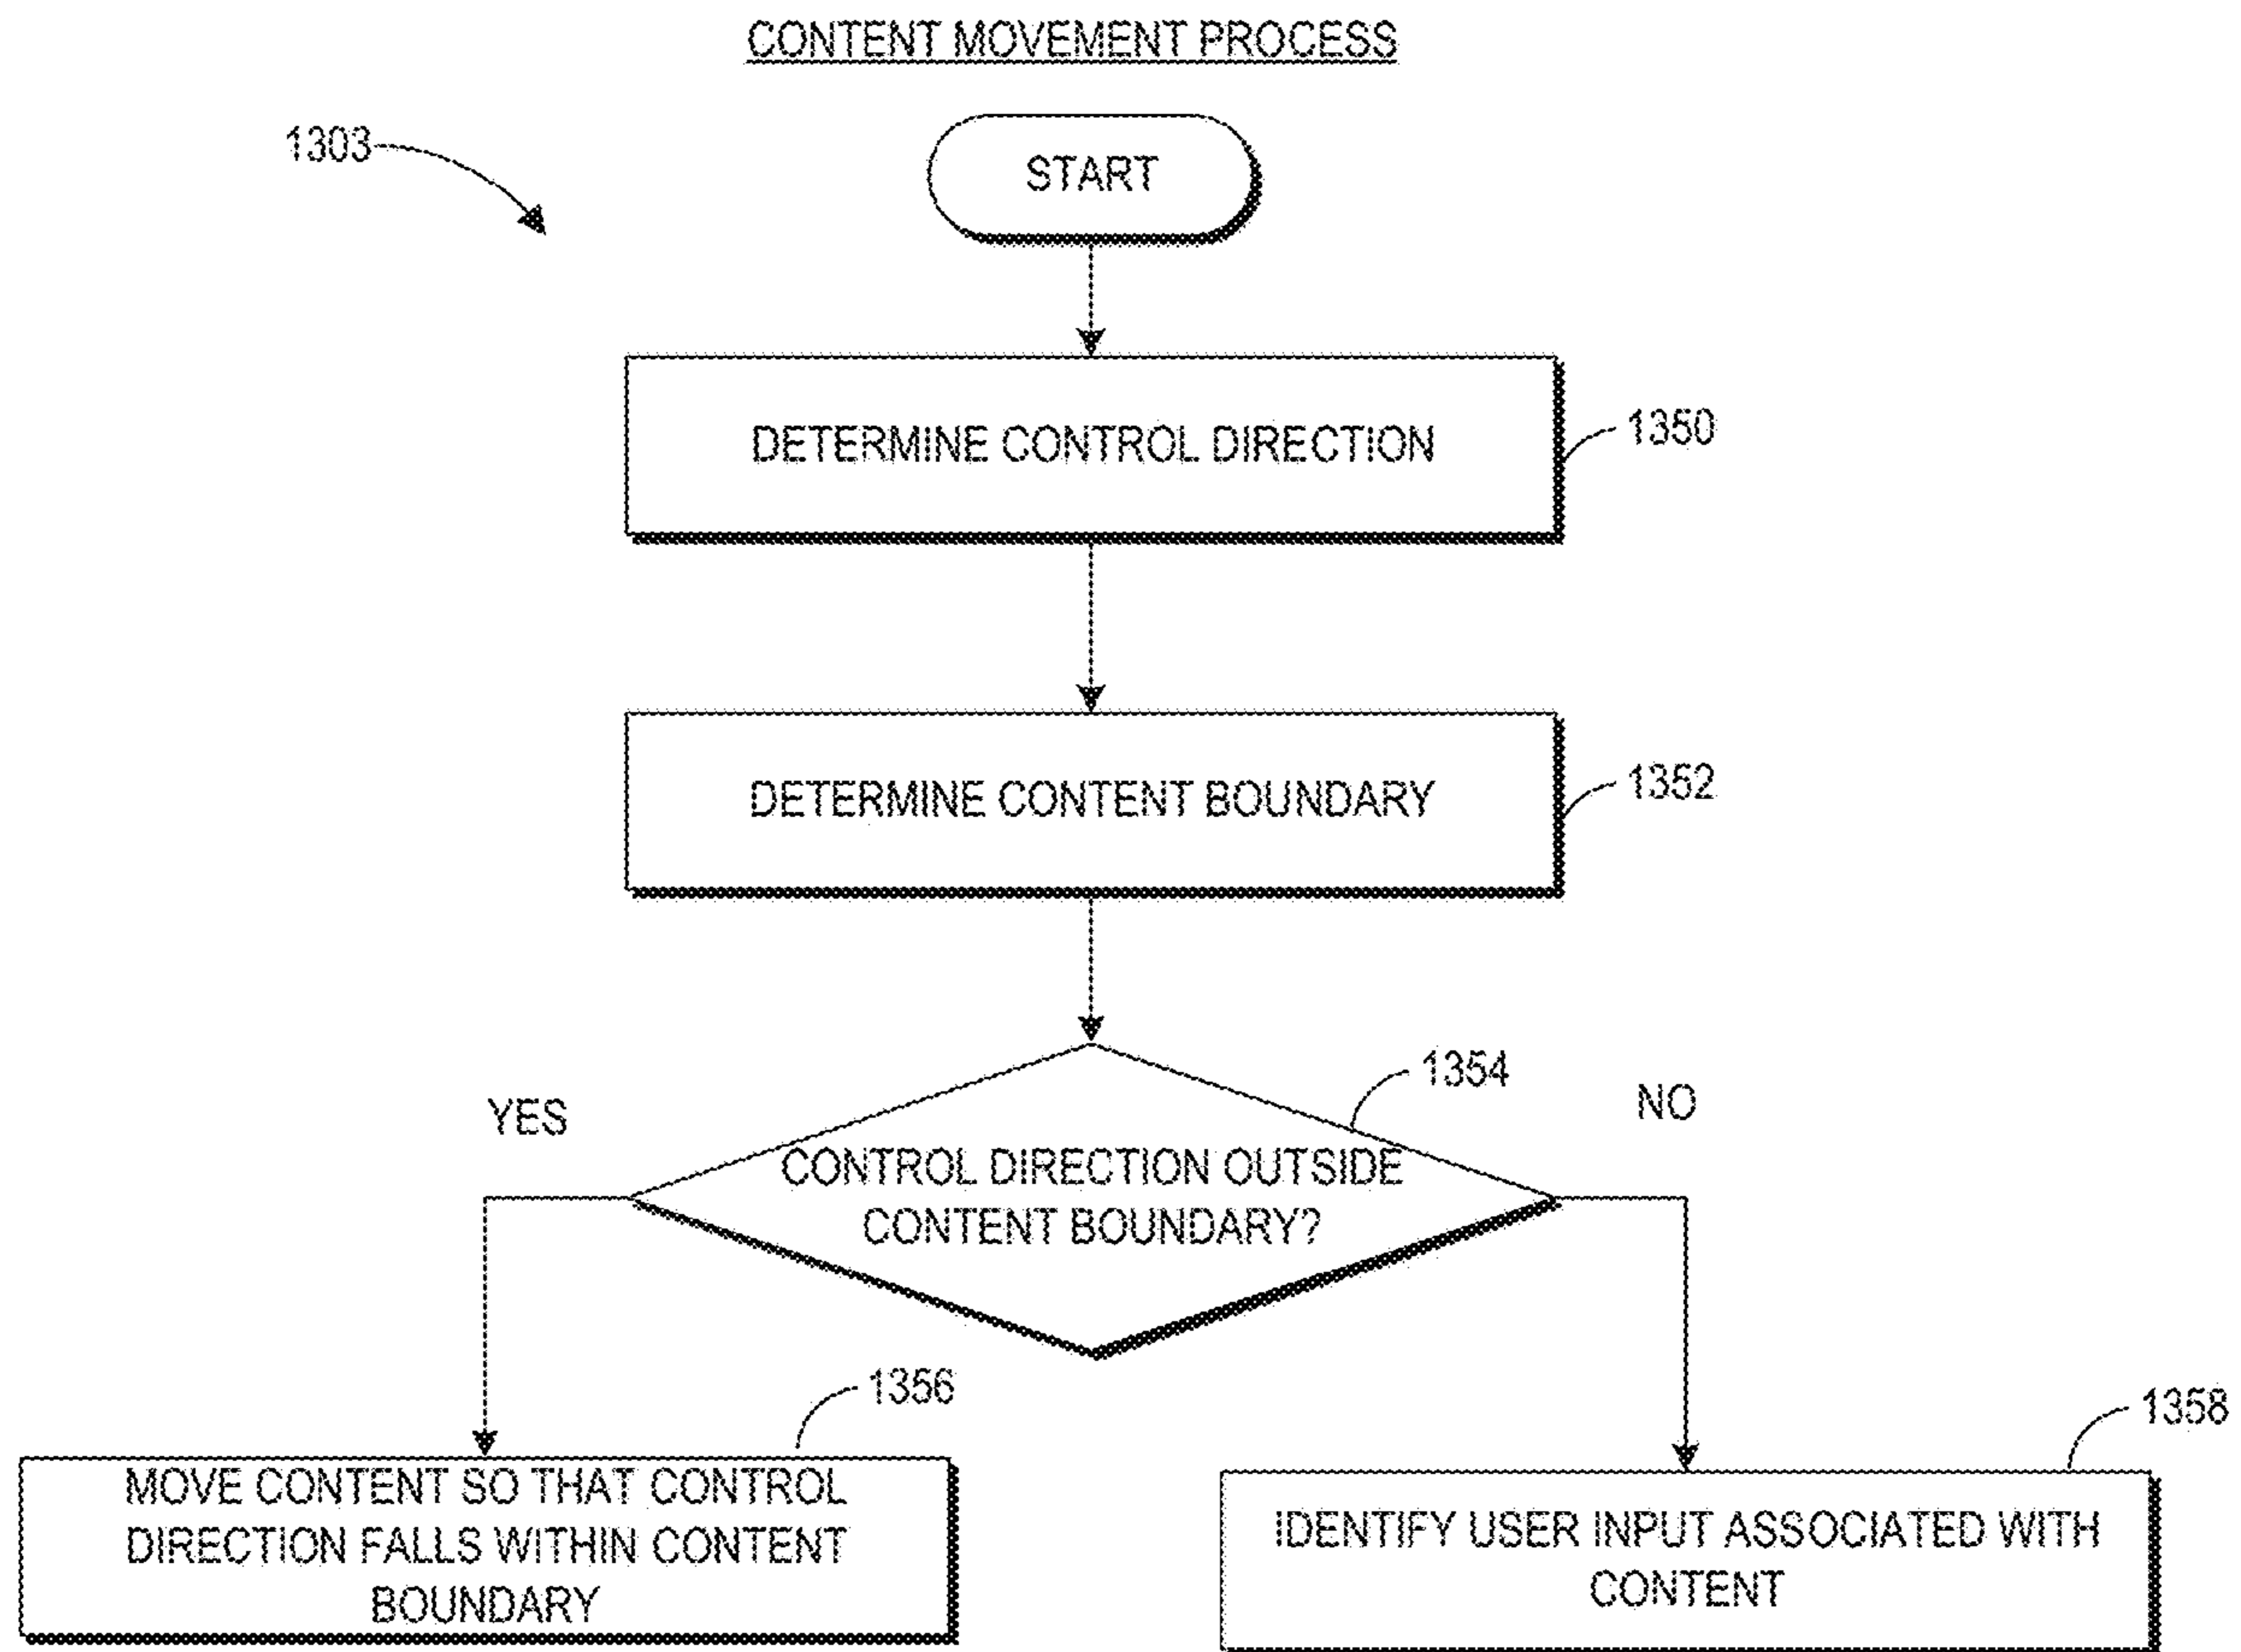 CONTENT MOVEMENT PROCESS
1303
START
DETERMINE CONTROL DIRECTION
1350
DETERMINE CONTENT BOUNDARY
1352
1354
YES
NO
CONTROL DIRECTION OUTSIDE
CONTENT BOUNDARY?
1356
MOVE CONTENT SO THAT CONTROL
DIRECTION FALLS WITHIN CONTENT
BOUNDARY
1358
IDENTIFY USER INPUT ASSOCIATED WITH
CONTENT